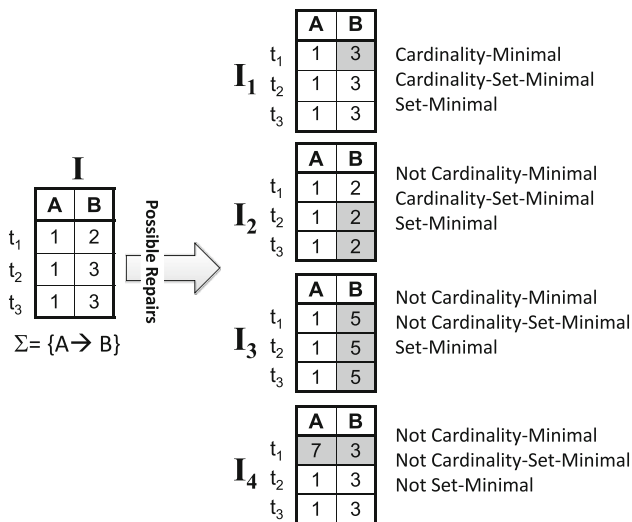 I
A B
t1 1 2
t2 1 3
t3 1 3
Σ= {A→ B}
Possible Repairs
I1
A B
t1 1 3
t2 1 3
t3 1 3
Cardinality-Minimal
Cardinality-Set-Minimal
Set-Minimal
I2
A B
t1 1 2
t2 1 2
t3 1 2
Not Cardinality-Minimal
Cardinality-Set-Minimal
Set-Minimal
I3
A B
t1 1 5
t2 1 5
t3 1 5
Not Cardinality-Minimal
Not Cardinality-Set-Minimal
Set-Minimal
I4
A B
t1 7 3
t2 1 3
t3 1 3
Not Cardinality-Minimal
Not Cardinality-Set-Minimal
Not Set-Minimal